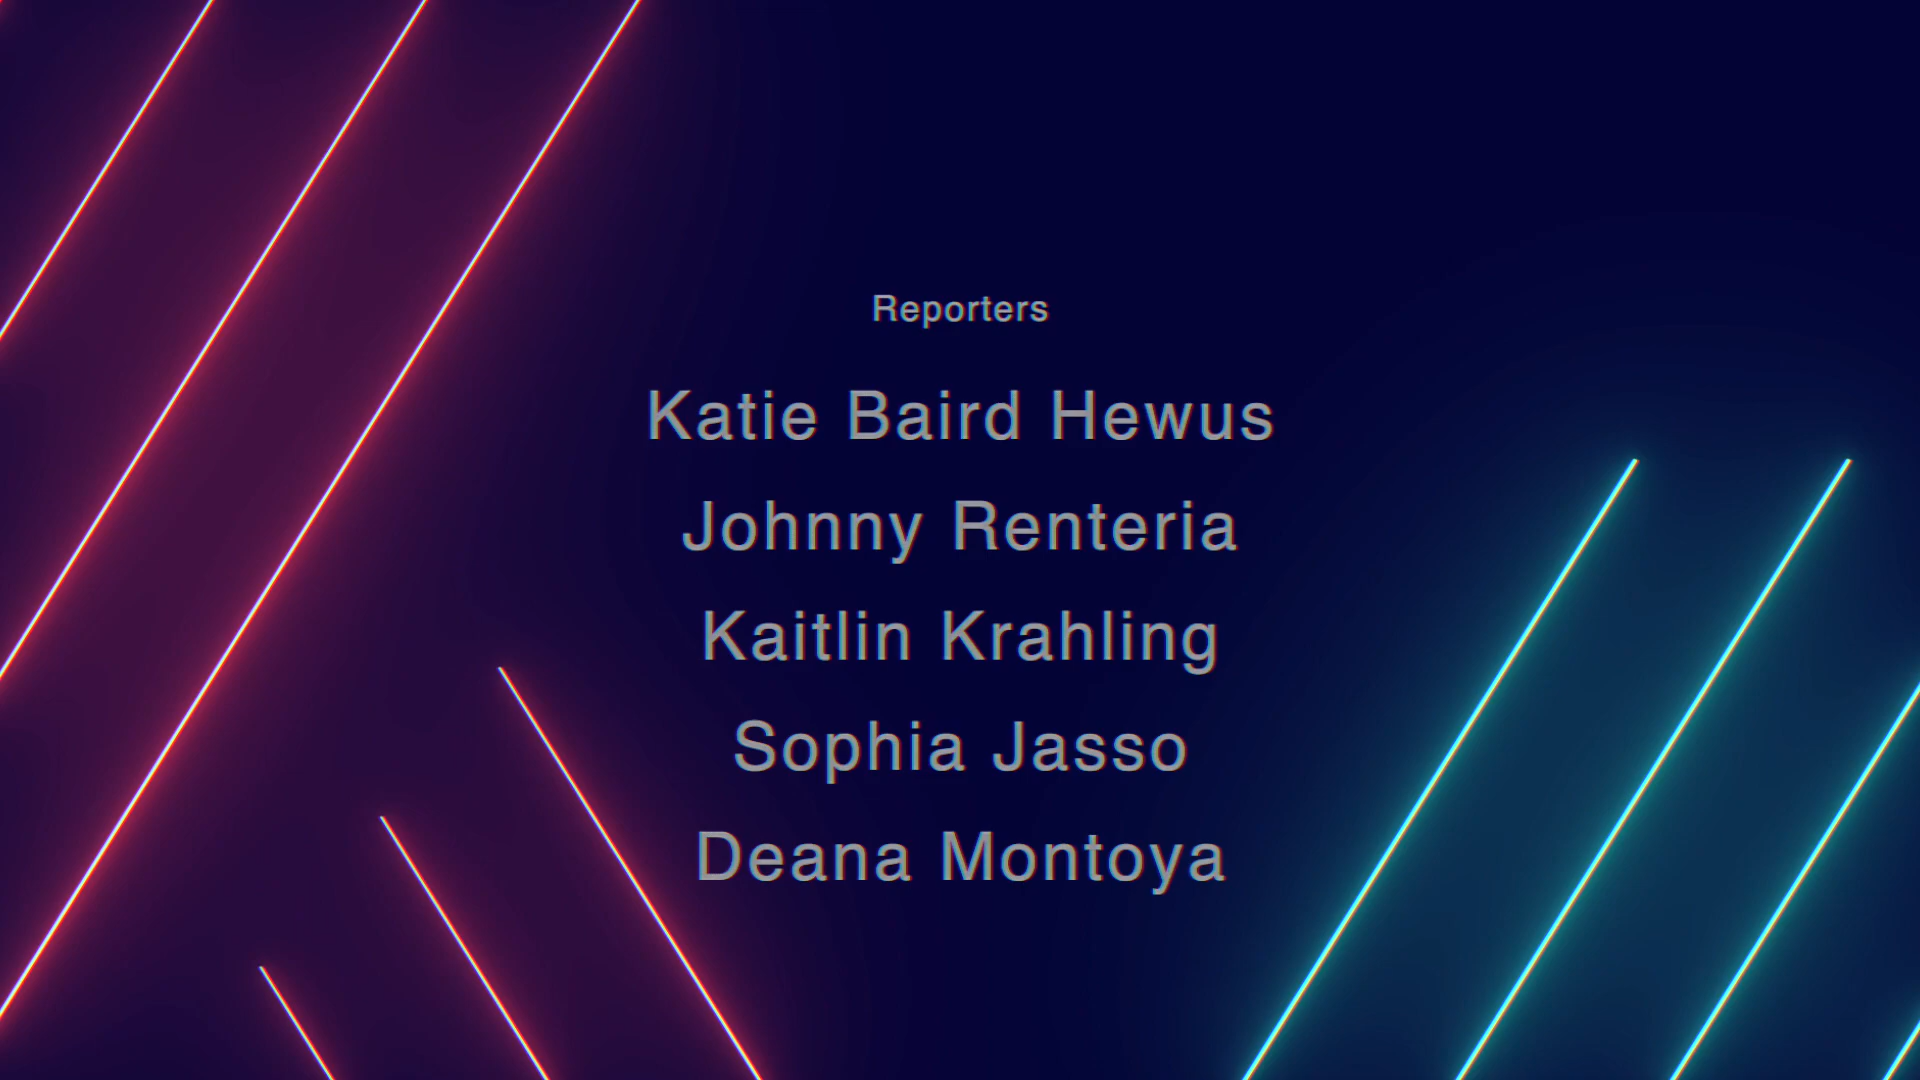 Reporters
Katie Baird Hewus
Johnny Renteria
Kaitlin Krahling
Sophia Jasso
Deana Montoya